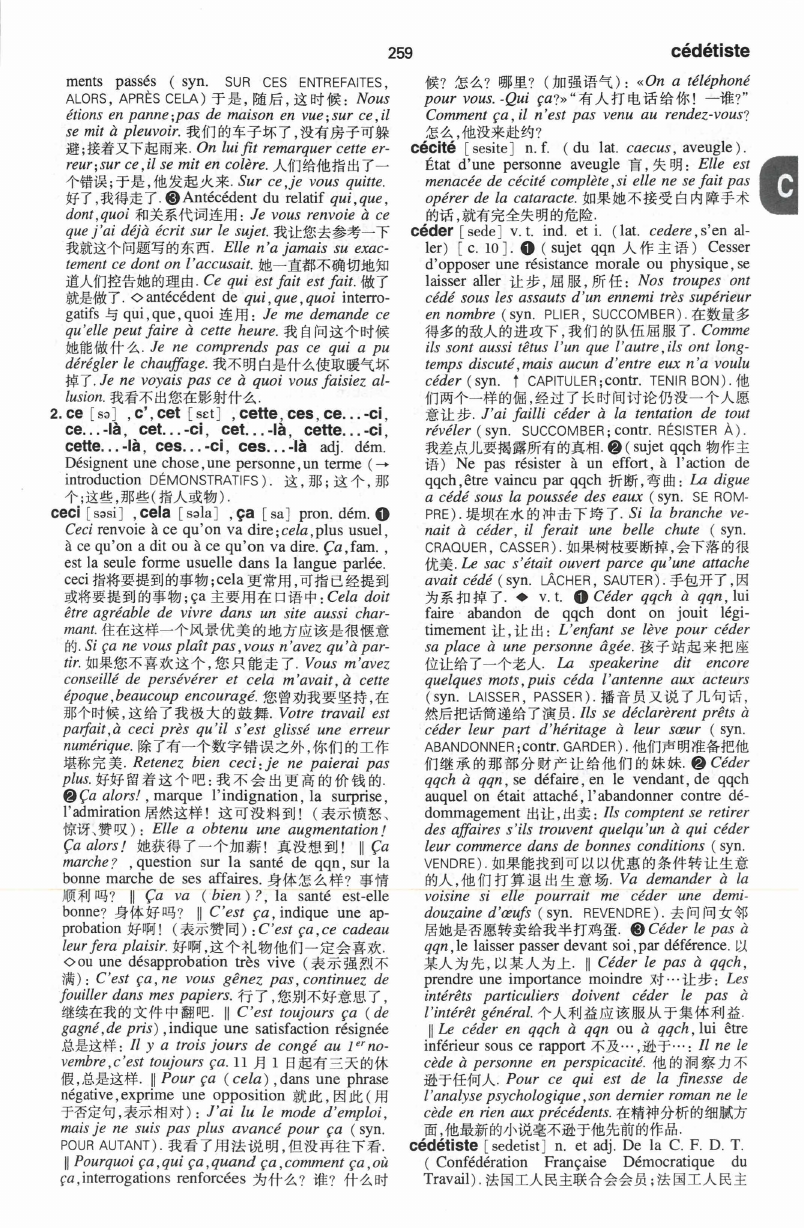 259
cédétiste
ments passés ( syn. SUR CES ENTREFAITES,
ALORS, APRÈS CELA) 于是, 随后, 这时候: Nous
étions en panne;pas de maison en vue;sur ce,il
se mit à pleuvoir. 我们的车子坏了,没有房子可躲
避;接着又下起雨来. On lui fit remarquer cette er-
reur;sur ce,il se mit en colère. 人们给他指出了一
个错误;于是,他发起火来. Sur ce,je vous quitte.
好了,我得走了. ❸Antécédent du relatif qui,que,
dont,quoi 和关系代词连用: Je vous renvoie à ce
que j'ai déjà écrit sur le sujet. 我让您去参考一下
我就这个问题写的东西. Elle n'a jamais su exac-
tement ce dont on l'accusait. 她一直都不确切地知
道人们控告她的理由. Ce qui est fait est fait. 做了
就是做了. ◇antécédent de qui,que,quoi interro-
gatifs 与 qui,que,quoi 连用: Je me demande ce
qu'elle peut faire à cette heure. 我自问这个时候
她能做什么. Je ne comprends pas ce qui a pu
dérégler le chauffage. 我不明白是什么使取暖气坏
掉了. Je ne voyais pas ce à quoi vous faisiez al-
lusion. 我看不出您在影射什么.
2. ce [sə] , c', cet [sɛt] , cette, ces, ce...-ci,
ce...-là, cet...-ci, cet...-là, cette...-ci,
cette...-là, ces...-ci, ces...-là adj. dém.
Désignent une chose,une personne,un terme (→
introduction DÉMONSTRATIFS). 这, 那; 这个, 那
个;这些,那些(指人或物).
ceci [səsi] , cela [səla] , ça [sa] pron. dém. ❶
Ceci renvoie à ce qu'on va dire;cela,plus usuel,
à ce qu'on a dit ou à ce qu'on va dire. Ça,fam. ,
est la seule forme usuelle dans la langue parlée.
ceci 指将要提到的事物;cela 更常用,可指已经提到
或将要提到的事物;ça 主要用在口语中: Cela doit
être agréable de vivre dans un site aussi char-
mant. 住在这样一个风景优美的地方应该是很惬意
的. Si ça ne vous plaît pas,vous n'avez qu'à par-
tir. 如果您不喜欢这个,您只能走了. Vous m'avez
conseillé de persévérer et cela m'avait,à cette
époque,beaucoup encouragé. 您曾劝我要坚持,在
那个时候,这给了我极大的鼓舞. Votre travail est
parfait,à ceci près qu'il s'est glissé une erreur
numérique. 除了有一个数字错误之外,你们的工作
堪称完美. Retenez bien ceci:je ne paierai pas
plus. 好好留着这个吧:我不会出更高的价钱的.
❷Ça alors! , marque l'indignation, la surprise,
l'admiration 居然这样! 这可没料到! (表示愤怒、
惊讶、赞叹): Elle a obtenu une augmentation!
Ça alors! 她获得了一个加薪! 真没想到! ‖ Ça
marche? ,question sur la santé de qqn,sur la
bonne marche de ses affaires. 身体怎么样? 事情
顺利吗? ‖ Ça va (bien)?, la santé est-elle
bonne? 身体好吗? ‖ C'est ça,indique une ap-
probation 好啊! (表示赞同):C'est ça,ce cadeau
leur fera plaisir. 好啊,这个礼物他们一定会喜欢.
◇ou une désapprobation très vive (表示强烈不
满): C'est ça,ne vous gênez pas,continuez de
fouiller dans mes papiers. 行了,您别不好意思了,
继续在我的文件中翻吧. ‖ C'est toujours ça (de
gagné,de pris) ,indique une satisfaction résignée
总是这样: Il y a trois jours de congé au 1er no-
vembre,c'est toujours ça. 11 月 1 日起有三天的休
假,总是这样. ‖ Pour ça (cela) ,dans une phrase
négative,exprime une opposition 就此,因此(用
于否定句,表示相对): J'ai lu le mode d'emploi,
mais je ne suis pas plus avancé pour ça (syn.
POUR AUTANT). 我看了用法说明,但没再往下看.
‖ Pourquoi ça,qui ça,quand ça,comment ça,où
ça,interrogations renforcées 为什么? 谁? 什么时
候? 怎么? 哪里? (加强语气): «On a téléphoné
pour vous. -Qui ça?» “有人打电话给你! —谁?”
Comment ça,il n'est pas venu au rendez-vous?
怎么,他没来赴约?
cécité [sesite] n. f. ( du lat. caecus, aveugle).
État d'une personne aveugle 盲,失明: Elle est
menacée de cécité complète,si elle ne se fait pas
opérer de la cataracte. 如果她不接受白内障手术
的话,就有完全失明的危险.
C
céder [sede] v. t. ind. et i. (lat. cedere,s'en al-
ler) [c. 10]. ❶ ( sujet qqn 人作主语) Cesser
d'opposer une résistance morale ou physique,se
laisser aller 让步, 屈服, 所任: Nos troupes ont
cédé sous les assauts d'un ennemi très supérieur
en nombre (syn. PLIER, SUCCOMBER). 在数量多
得多的敌人的进攻下,我们的队伍屈服了. Comme
ils sont aussi têtus l'un que l'autre,ils ont long-
temps discuté,mais aucun d'entre eux n'a voulu
céder (syn. ↑ CAPITULER;contr. TENIR BON). 他
们两个一样的倔,经过了长时间讨论仍没一个人愿
意让步. J'ai failli céder à la tentation de tout
révéler (syn. SUCCOMBER; contr. RÉSISTER À).
我差点儿要揭露所有的真相. ❷(sujet qqch 物作主
语) Ne pas résister à un effort, à l'action de
qqch,être vaincu par qqch 折断,弯曲: La digue
a cédé sous la poussée des eaux (syn. SE ROM-
PRE). 堤坝在水的冲击下垮了. Si la branche ve-
nait à céder, il ferait une belle chute ( syn.
CRAQUER, CASSER). 如果树枝要断掉,会下落的很
优美. Le sac s'était ouvert parce qu'une attache
avait cédé (syn. LÂCHER, SAUTER). 手包开了,因
为系扣掉了. ◆ v. t. ❶ Céder qqch à qqn, lui
faire abandon de qqch dont on jouit légi-
timement 让,让出: L'enfant se lève pour céder
sa place à une personne âgée. 孩子站起来把座
位让给了一个老人. La speakerine dit encore
quelques mots,puis céda l'antenne aux acteurs
(syn. LAISSER, PASSER). 播音员又说了几句话,
然后把话筒递给了演员. Ils se déclarèrent prêts à
céder leur part d'héritage à leur sœur ( syn.
ABANDONNER;contr. GARDER). 他们声明准备把他
们继承的那部分财产让给他们的妹妹. ❷ Céder
qqch à qqn, se défaire, en le vendant, de qqch
auquel on était attaché,l'abandonner contre dé-
dommagement 出让,出卖: Ils comptent se retirer
des affaires s'ils trouvent quelqu'un à qui céder
leur commerce dans de bonnes conditions (syn.
VENDRE). 如果能找到可以以优惠的条件转让生意
的人,他们打算退出生意场. Va demander à la
voisine si elle pourrait me céder une demi-
douzaine d'œufs (syn. REVENDRE). 去问问女邻
居她是否愿转卖给我半打鸡蛋. ❸ Céder le pas à
qqn,le laisser passer devant soi,par déférence. 以
某人为先,以某人为上. ‖ Céder le pas à qqch,
prendre une importance moindre 对…让步: Les
intérêts particuliers doivent céder le pas à
l'intérêt général. 个人利益应该服从于集体利益.
‖ Le céder en qqch à qqn ou à qqch, lui être
inférieur sous ce rapport 不及…,逊于…: Il ne le
cède à personne en perspicacité. 他的洞察力不
逊于任何人. Pour ce qui est de la finesse de
l'analyse psychologique,son dernier roman ne le
cède en rien aux précédents. 在精神分析的细腻方
面,他最新的小说毫不逊于他先前的作品.
cédétiste [sedetist] n. et adj. De la C. F. D. T.
( Confédération Française Démocratique du
Travail). 法国工人民主联合会会员;法国工人民主